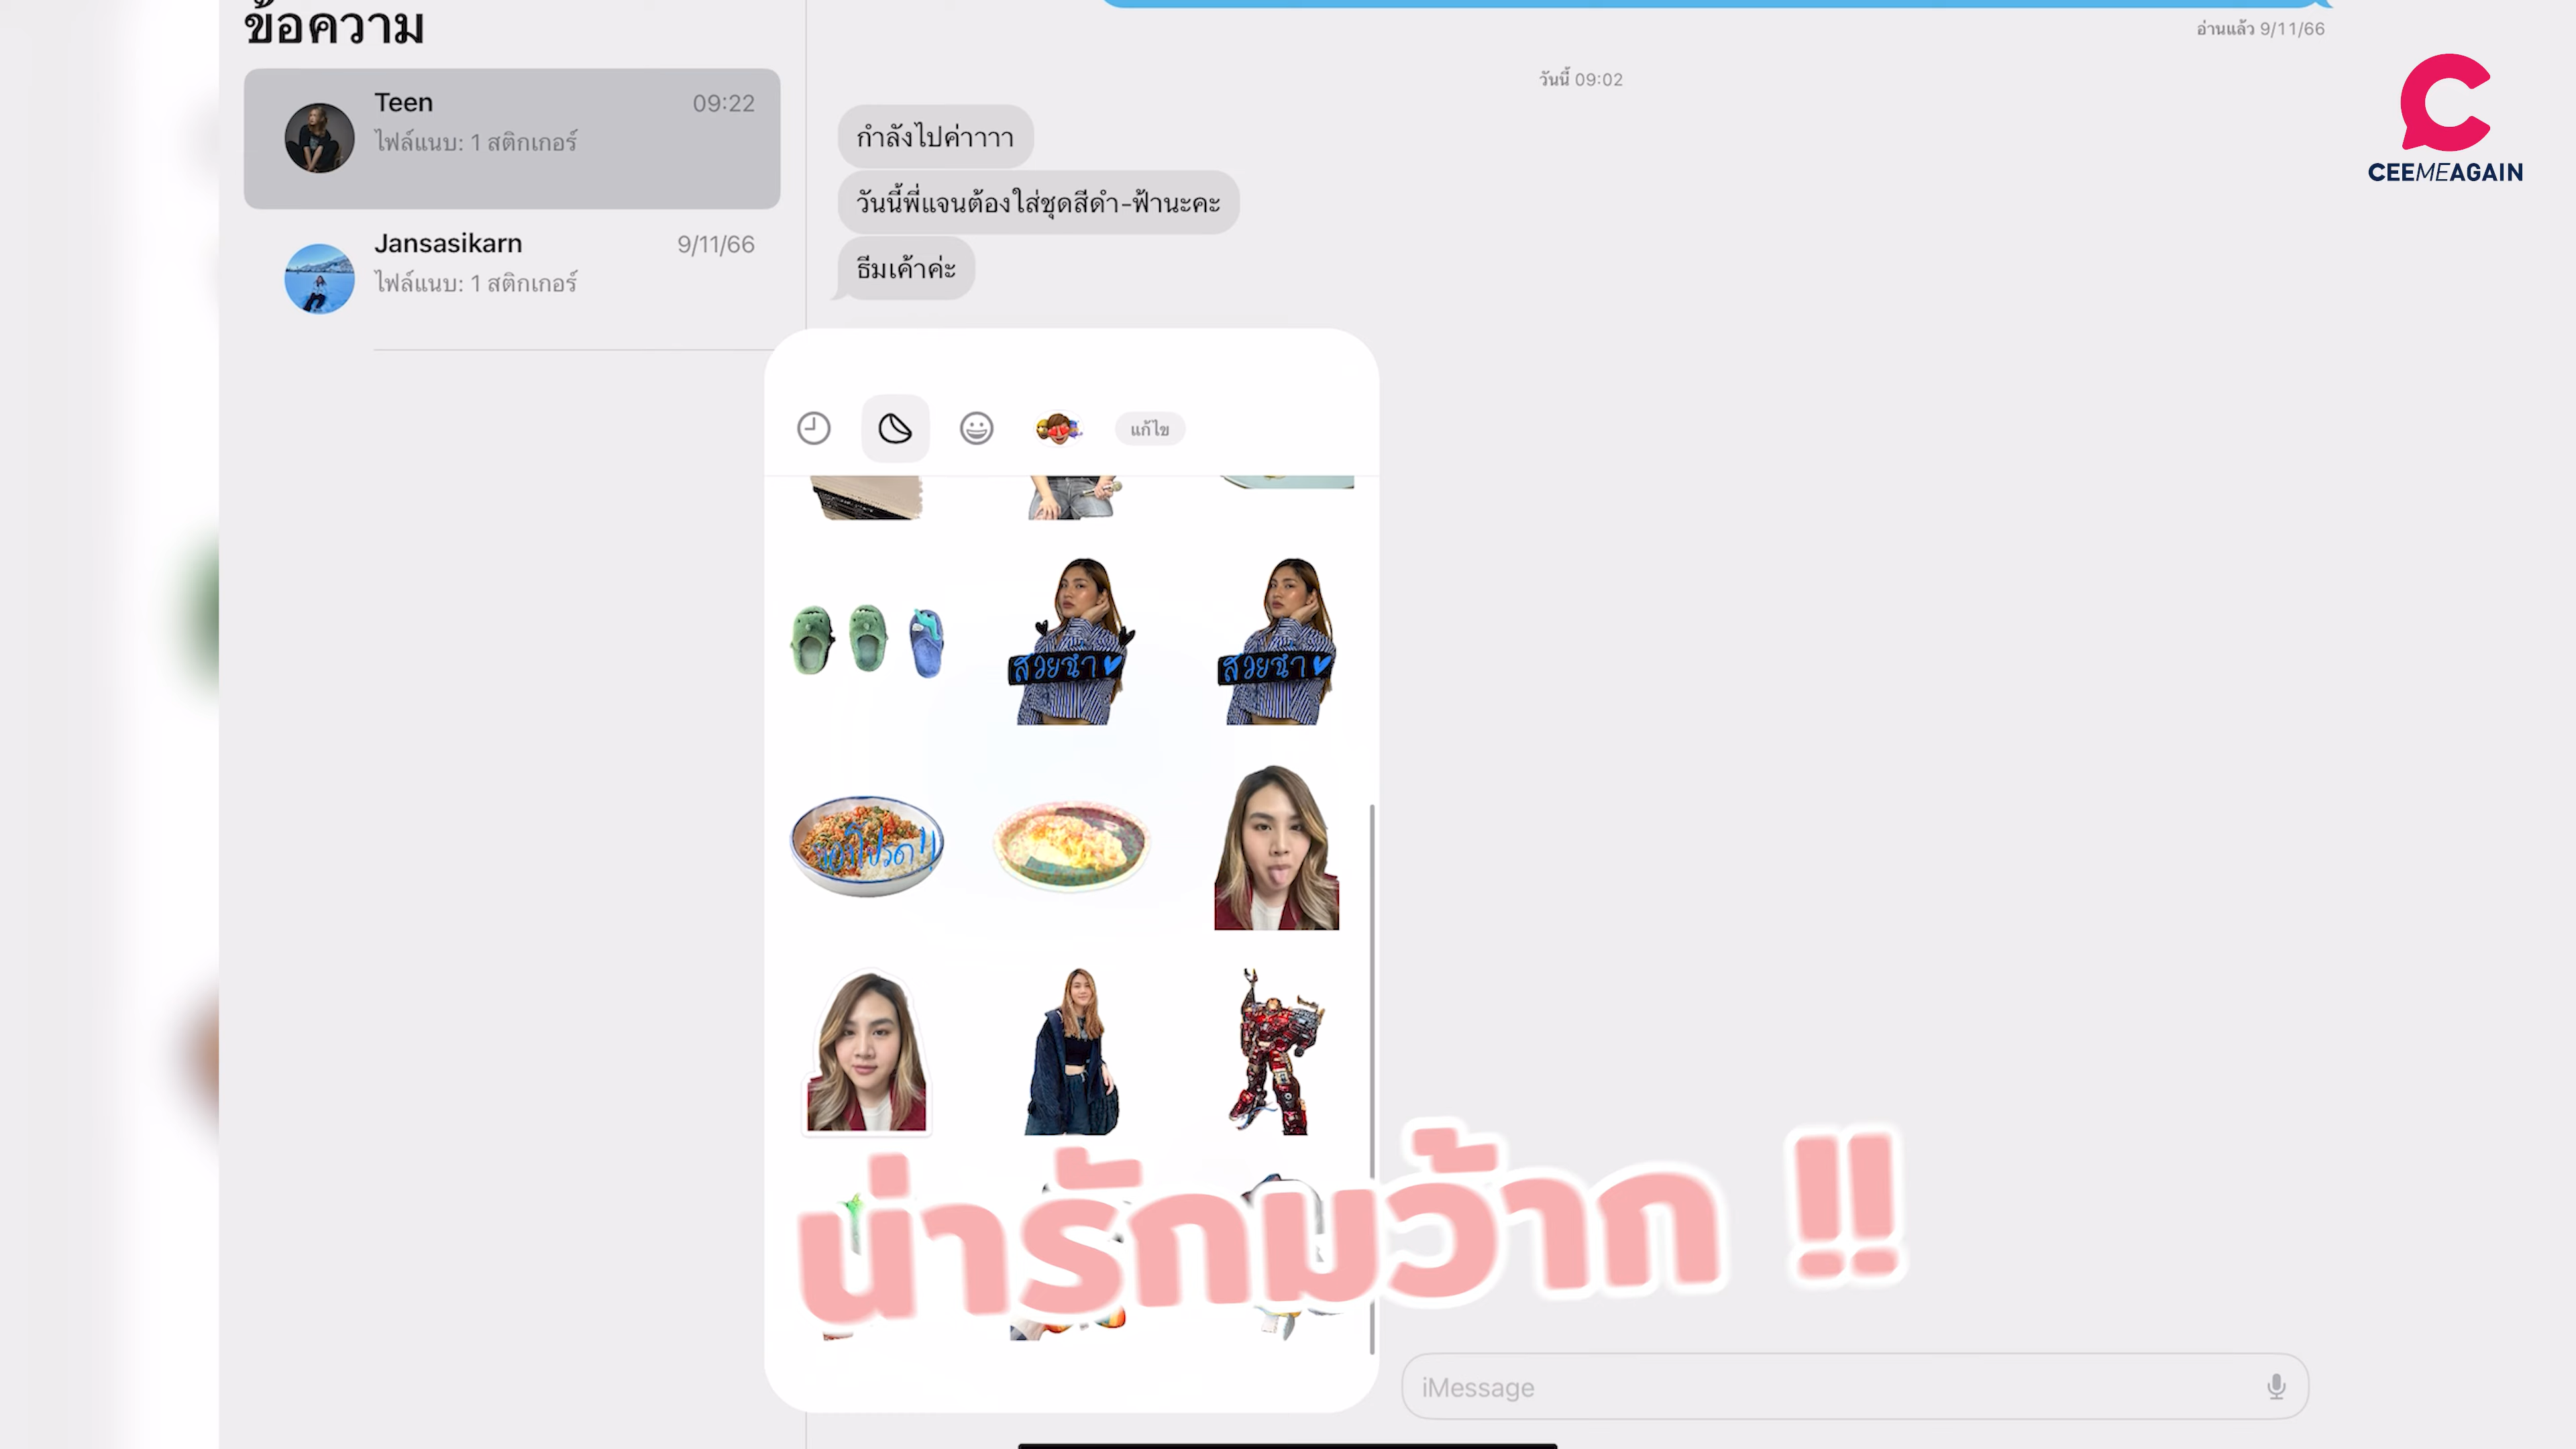 ข้อความ
Teen 09:22
ไฟล์แนบ: 1 สติกเกอร์
Jansasikarn 9/11/66
ไฟล์แนบ: 1 สติกเกอร์
อ่านแล้ว 9/11/66
วันนี้ 09:02
กำลังไปค่าาาา
วันนี้พี่แจนต้องใส่ชุดสีดำ-ฟ้านะคะ
ธีมเค้าค่ะ
แก้ไข
สวยฉ่ำ
สวยฉ่ำ
น่ารักมว้าก !!
iMessage
CEEMEAGAIN